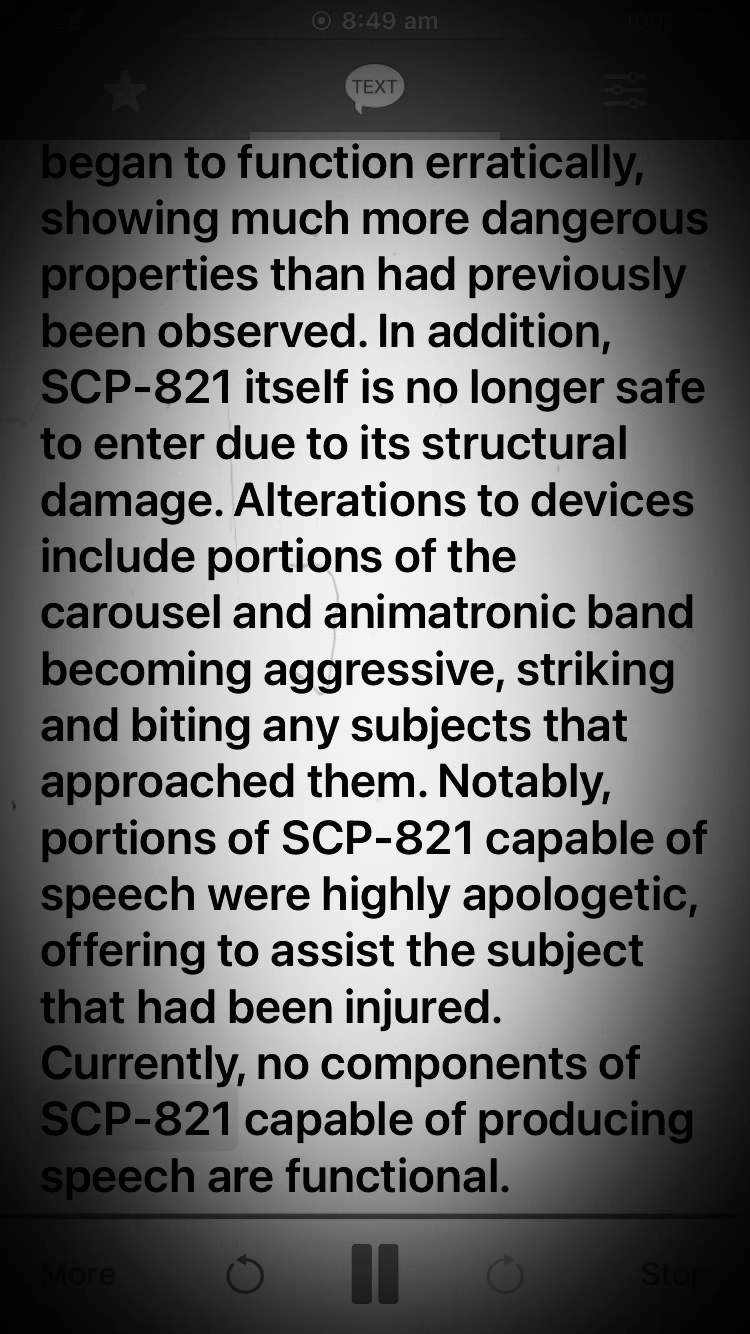 8:49 am
TEXT
began to function erratically,
showing much more dangerous
properties than had previously
been observed. In addition,
SCP-821 itself is no longer safe
to enter due to its structural
damage. Alterations to devices
include portions of the
carousel and animatronic band
becoming aggressive, striking
and biting any subjects that
approached them. Notably,
portions of SCP-821 capable of
speech were highly apologetic,
offering to assist the subject
that had been injured.
Currently, no components of
SCP-821 capable of producing
speech are functional.
More
Stop